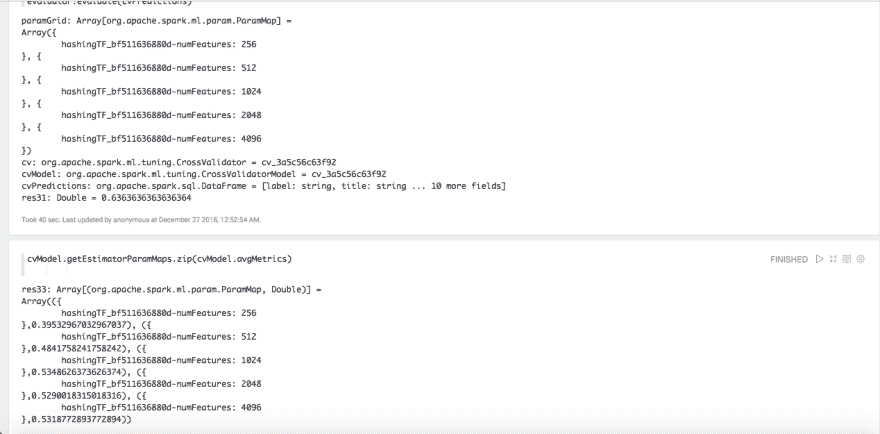 evaluator.evaluate(cvPredictions)
paramGrid: Array[org.apache.spark.ml.param.ParamMap] =
Array({
hashingTF_bf511636880d-numFeatures: 256
}, {
hashingTF_bf511636880d-numFeatures: 512
}, {
hashingTF_bf511636880d-numFeatures: 1024
}, {
hashingTF_bf511636880d-numFeatures: 2048
}, {
hashingTF_bf511636880d-numFeatures: 4096
})
cv: org.apache.spark.ml.tuning.CrossValidator = cv_3a5c56c63f92
cvModel: org.apache.spark.ml.tuning.CrossValidatorModel = cv_3a5c56c63f92
cvPredictions: org.apache.spark.sql.DataFrame = [label: string, title: string ... 10 more fields]
res31: Double = 0.6363636363636364
Took 40 sec. Last updated by anonymous at December 27 2016, 12:52:54 AM.
cvModel.getEstimatorParamMaps.zip(cvModel.avgMetrics)
FINISHED
res33: Array[(org.apache.spark.ml.param.ParamMap, Double)] =
Array(({
hashingTF_bf511636880d-numFeatures: 256
},0.39532967032967037), ({
hashingTF_bf511636880d-numFeatures: 512
},0.4841758241758242), ({
hashingTF_bf511636880d-numFeatures: 1024
},0.5348626373626374), ({
hashingTF_bf511636880d-numFeatures: 2048
},0.5290018315018316), ({
hashingTF_bf511636880d-numFeatures: 4096
},0.5318772893772894))